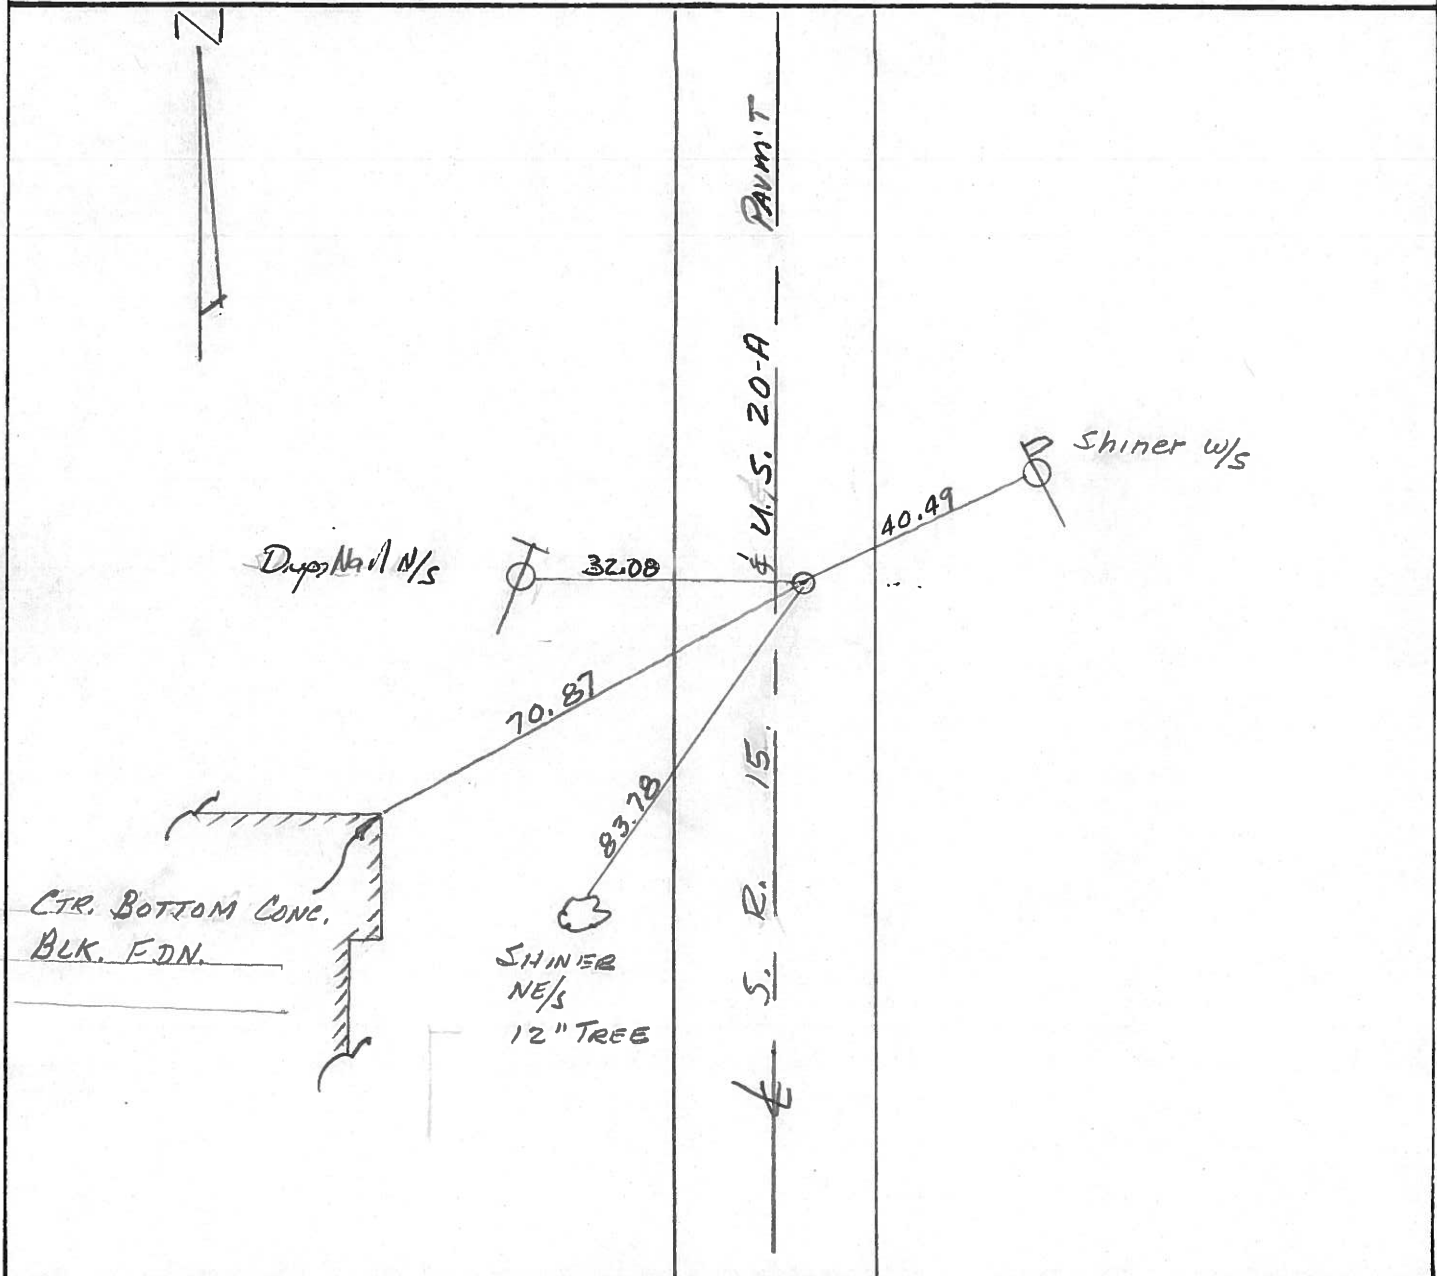 N
PAVM'T
¢ U.S. 20-A
Shiner W/S
40.49
Nail N/S
32.08
70.87
83.78
S. R. 15
CTR. BOTTOM CONC.
BLK. FDN.
SHINER
NE/S
12" TREE